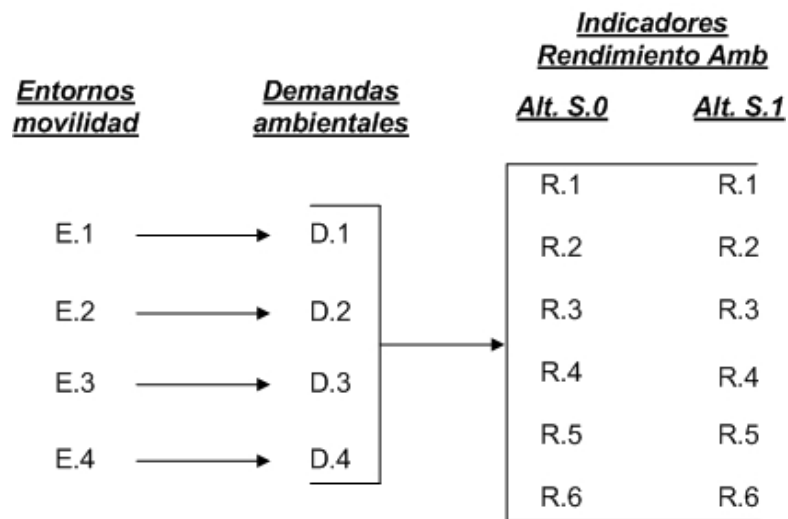 Indicadores
Rendimiento Amb
Entornos
movilidad
Demandas
ambientales
Alt. S.0
Alt. S.1
E.1
D.1
E.2
D.2
E.3
D.3
E.4
D.4
R.1
R.1
R.2
R.2
R.3
R.3
R.4
R.4
R.5
R.5
R.6
R.6